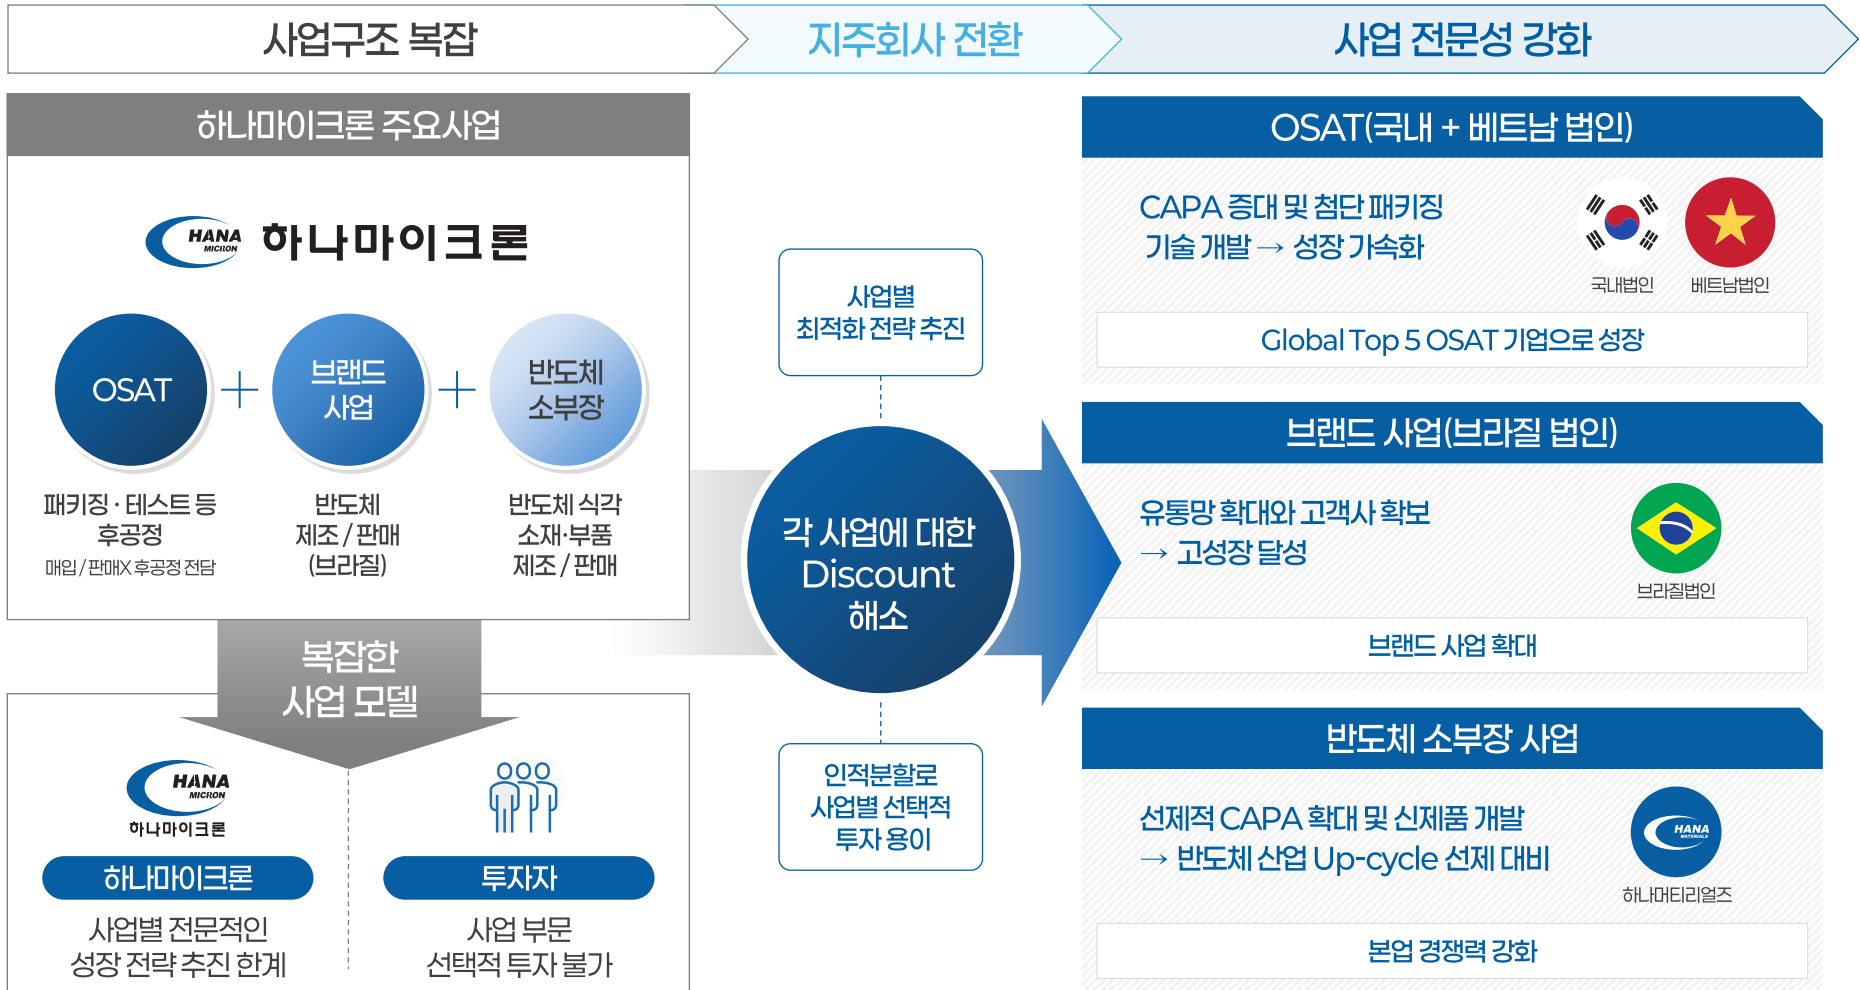 사업구조 복잡
지주회사 전환
사업 전문성 강화
하나마이크론 주요사업
HANA
MICRON
하나마이크론
OSAT
브랜드
사업
반도체
소부장
패키징 · 테스트 등
후공정
매입 / 판매X 후공정 전담
반도체
제조 / 판매
(브라질)
반도체 식각
소재·부품
제조 / 판매
복잡한
사업 모델
HANA
MICRON
하나마이크론
하나마이크론
사업별 전문적인
성장 전략 추진 한계
투자자
사업 부문
선택적 투자 불가
사업별
최적화 전략 추진
각 사업에 대한
Discount
해소
인적분할로
사업별 선택적
투자 용이
OSAT(국내 + 베트남 법인)
CAPA 증대 및 첨단 패키징
기술 개발 → 성장 가속화
국내법인
베트남법인
Global Top 5 OSAT 기업으로 성장
브랜드 사업(브라질 법인)
유통망 확대와 고객사 확보
→ 고성장 달성
브라질법인
브랜드 사업 확대
반도체 소부장 사업
선제적 CAPA 확대 및 신제품 개발
→ 반도체 산업 Up-cycle 선제 대비
HANA
MATERIALS
하나머티리얼즈
본업 경쟁력 강화